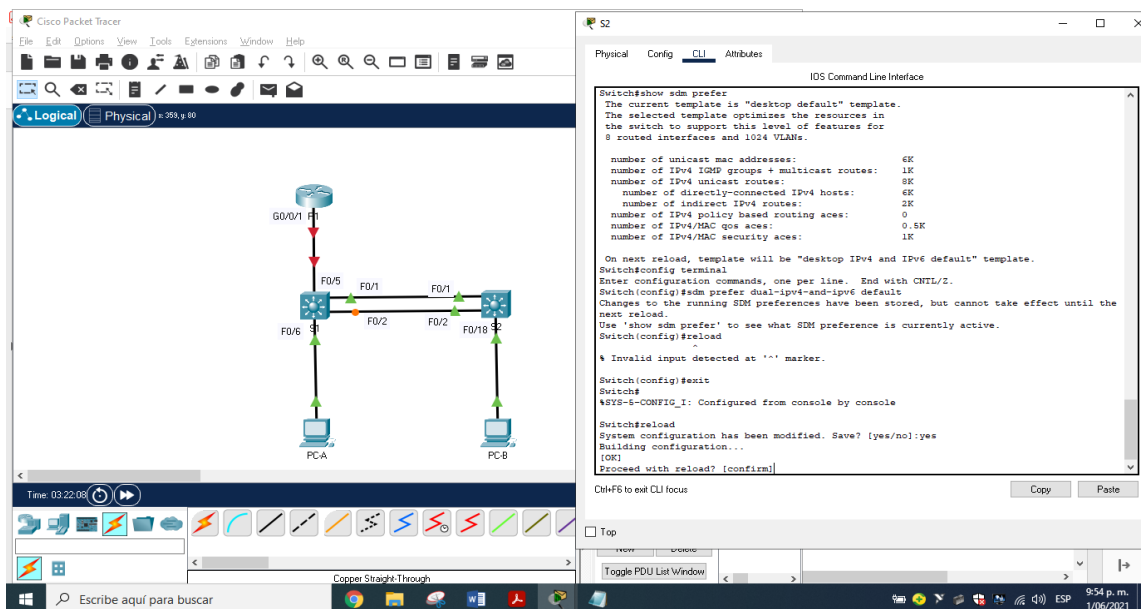 Cisco Packet Tracer
File Edit Options View Tools Extensions Window Help
Logical Physical x: 359, y: 80
G0/0/1 R1
F0/5
F0/1
F0/1
F0/6
S1
F0/2
F0/2
F0/18
S2
PC-A
PC-B
Time: 03:22:08
Copper Straight-Through
S2
Physical Config CLI Attributes
IOS Command Line Interface
Switch#show sdm prefer
The current template is "desktop default" template.
The selected template optimizes the resources in
the switch to support this level of features for
8 routed interfaces and 1024 VLANs.
number of unicast mac addresses: 6K
number of IPv4 IGMP groups + multicast routes: 1K
number of IPv4 unicast routes: 8K
number of directly-connected IPv4 hosts: 6K
number of indirect IPv4 routes: 2K
number of IPv4 policy based routing aces: 0
number of IPv4/MAC qos aces: 0.5K
number of IPv4/MAC security aces: 1K
On next reload, template will be "desktop IPv4 and IPv6 default" template.
Switch#config terminal
Enter configuration commands, one per line. End with CNTL/Z.
Switch(config)#sdm prefer dual-ipv4-and-ipv6 default
Changes to the running SDM preferences have been stored, but cannot take effect until the
next reload.
Use 'show sdm prefer' to see what SDM preference is currently active.
Switch(config)#reload
^
% Invalid input detected at '^' marker.
Switch(config)#exit
Switch#
%SYS-5-CONFIG_I: Configured from console by console
Switch#reload
System configuration has been modified. Save? [yes/no]:yes
Building configuration...
[OK]
Proceed with reload? [confirm]
Ctrl+F6 to exit CLI focus
Copy Paste
Top
New Delete
Toggle PDU List Window
Escribe aquí para buscar
ESP
9:54 p. m.
1/06/2021